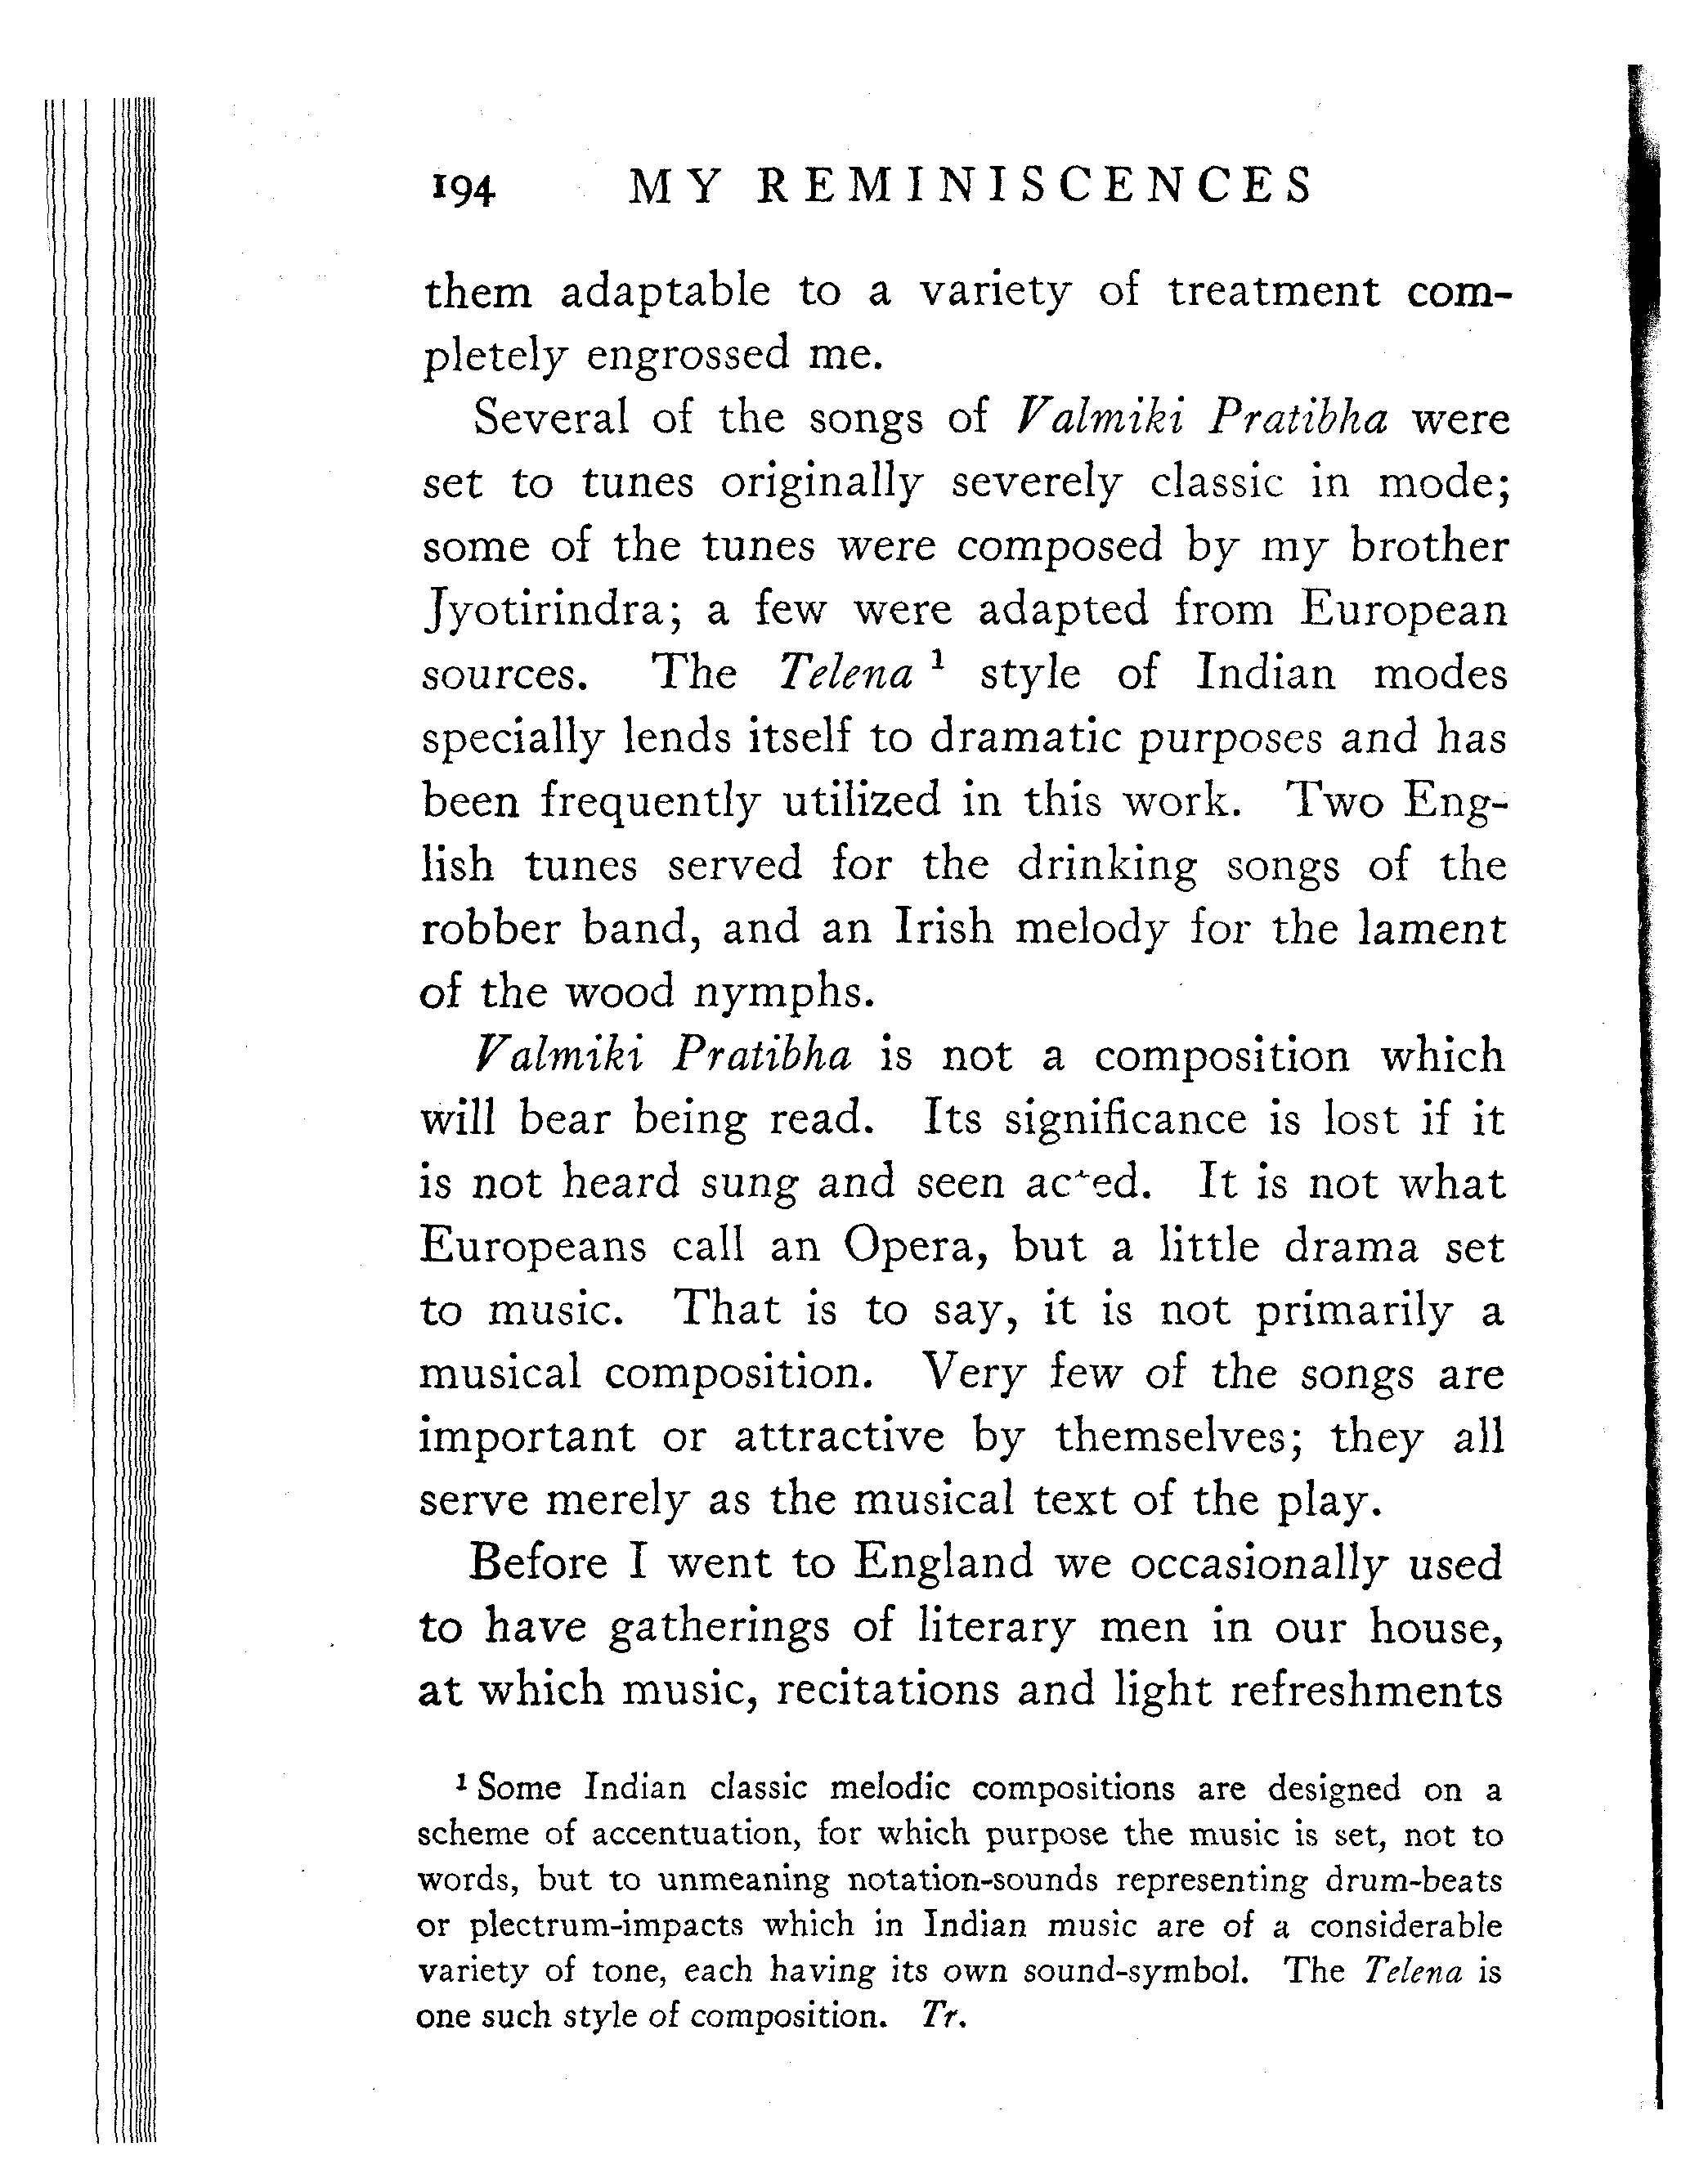 194 MY REMINISCENCES
them adaptable to a variety of treatment com-
pletely engrossed me.
Several of the songs of Valmiki Pratibha were
set to tunes originally severely classic in mode;
some of the tunes were composed by my brother
Jyotirindra; a few were adapted from European
sources. The Telena ¹ style of Indian modes
specially lends itself to dramatic purposes and has
been frequently utilized in this work. Two Eng-
lish tunes served for the drinking songs of the
robber band, and an Irish melody for the lament
of the wood nymphs.
Valmiki Pratibha is not a composition which
will bear being read. Its significance is lost if it
is not heard sung and seen acted. It is not what
Europeans call an Opera, but a little drama set
to music. That is to say, it is not primarily a
musical composition. Very few of the songs are
important or attractive by themselves; they all
serve merely as the musical text of the play.
Before I went to England we occasionally used
to have gatherings of literary men in our house,
at which music, recitations and light refreshments
¹ Some Indian classic melodic compositions are designed on a
scheme of accentuation, for which purpose the music is set, not to
words, but to unmeaning notation-sounds representing drum-beats
or plectrum-impacts which in Indian music are of a considerable
variety of tone, each having its own sound-symbol. The Telena is
one such style of composition. Tr.